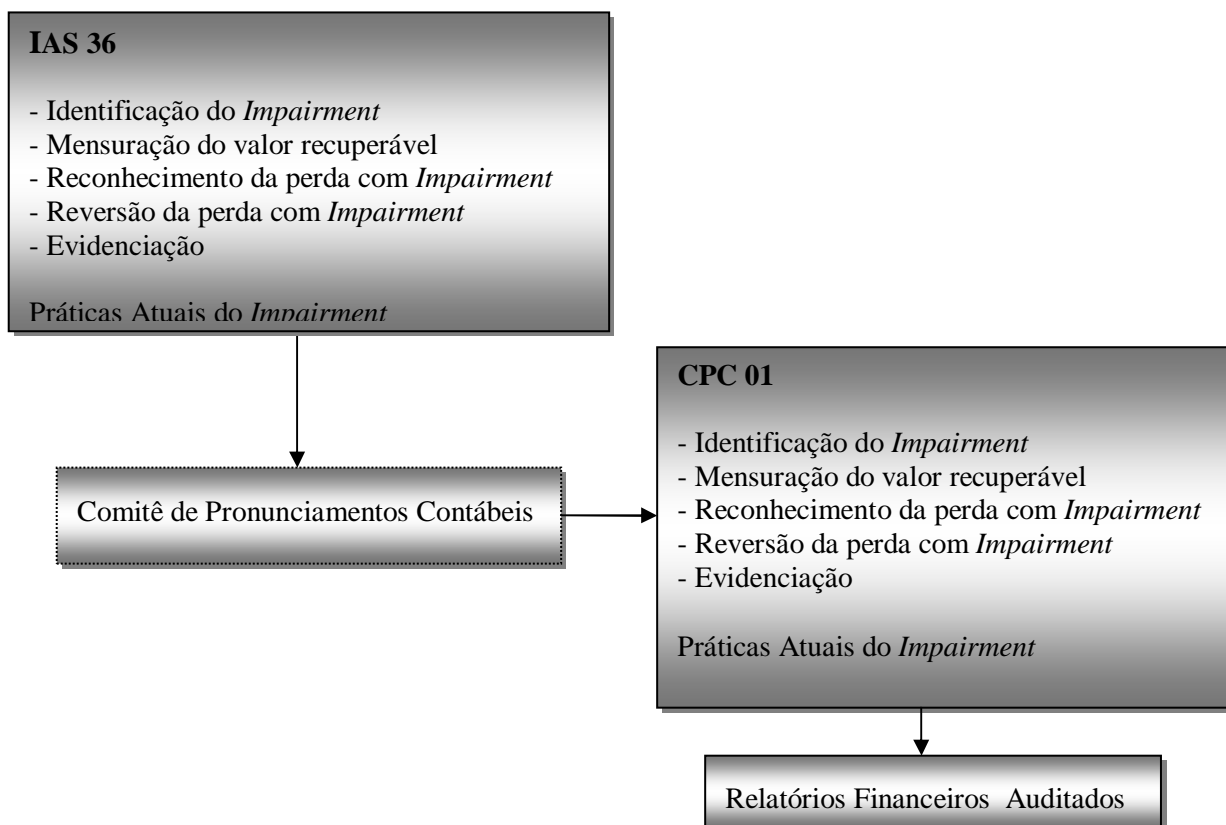 IAS 36
- Identificação do Impairment
- Mensuração do valor recuperável
- Reconhecimento da perda com Impairment
- Reversão da perda com Impairment
- Evidenciação
Práticas Atuais do Impairment
Comitê de Pronunciamentos Contábeis
CPC 01
- Identificação do Impairment
- Mensuração do valor recuperável
- Reconhecimento da perda com Impairment
- Reversão da perda com Impairment
- Evidenciação
Práticas Atuais do Impairment
Relatórios Financeiros Auditados